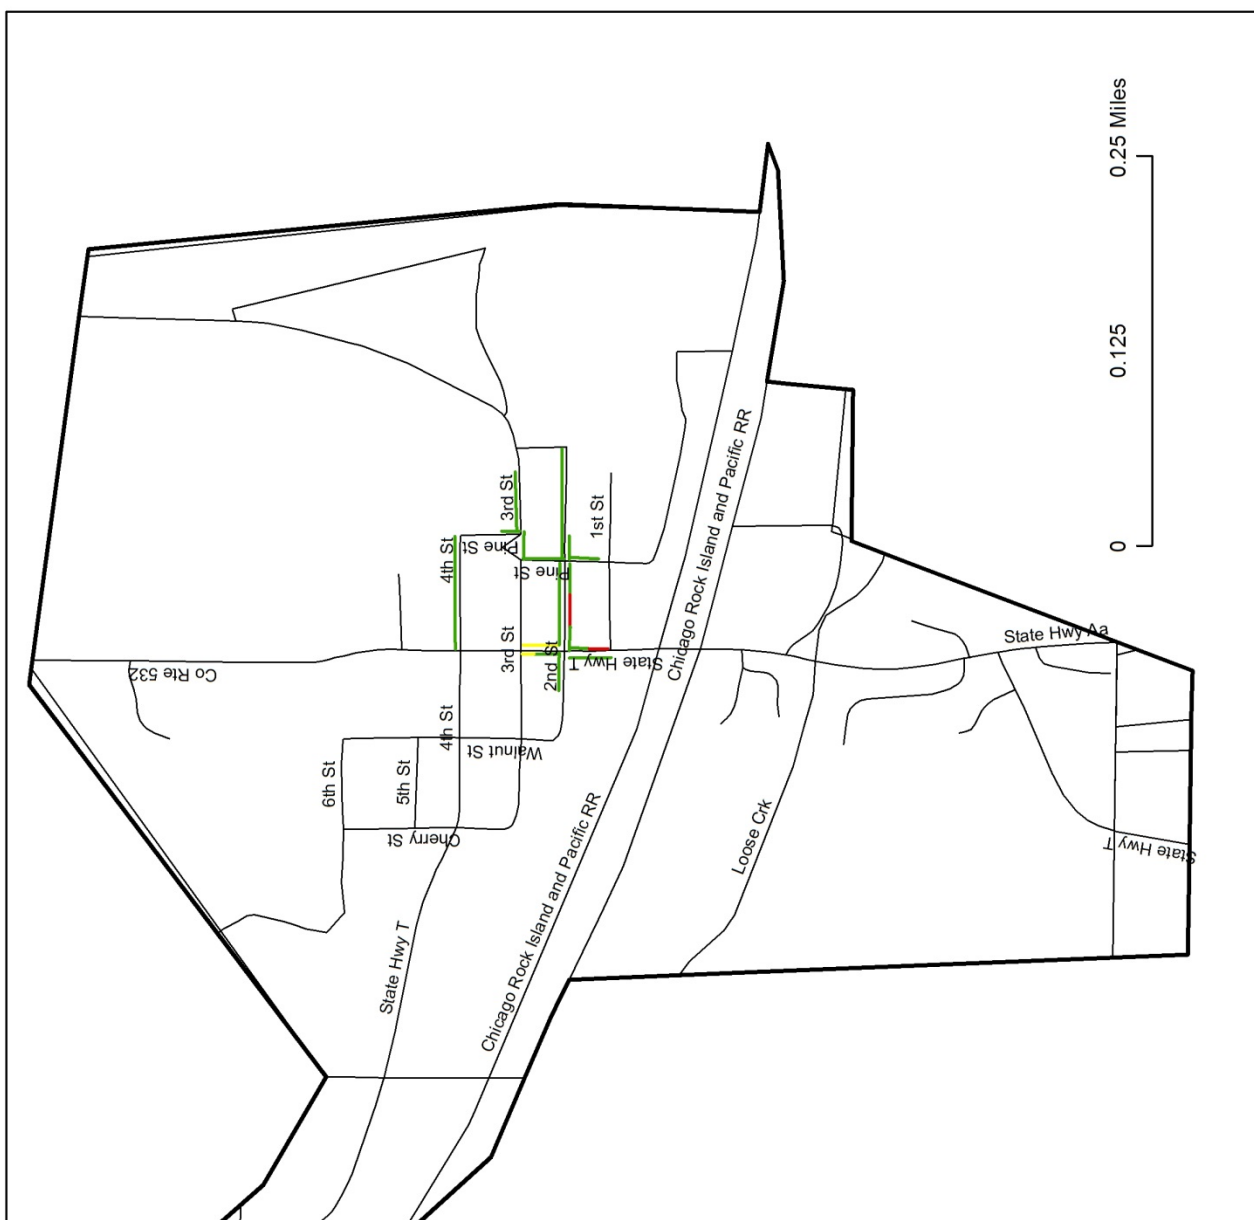 0.25 Miles
0.125
0
Co Rte 532
6th St
5th St
Cherry St
4th St
4th St
Walnut St
Pine St
3rd St
Pine St
3rd St
2nd St
1st St
State Hwy T
State Hwy T
Chicago Rock Island and Pacific RR
Chicago Rock Island and Pacific RR
Loose Crk
State Hwy Aa
State Hwy T